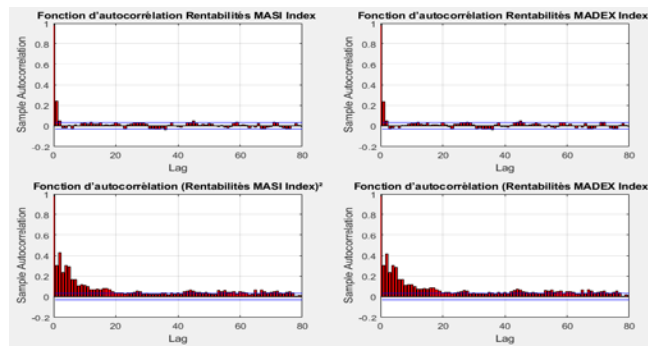 Fonction d'autocorrèlation Rentabilités MASI Index
1
0.8
0.6
0.4
0.2
0
-0.2
Sample Autocorrelation
0 20 40 60 80
Lag
Fonction d'autocorrèlation Rentabilités MADEX Index
1
0.8
0.6
0.4
0.2
0
-0.2
Sample Autocorrelation
0 20 40 60 80
Lag
Fonction d'autocorrèlation (Rentabilités MASI Index)²
1
0.8
0.6
0.4
0.2
0
-0.2
Sample Autocorrelation
0 20 40 60 80
Lag
Fonction d'autocorrèlation (Rentabilités MADEX Index
1
0.8
0.6
0.4
0.2
0
-0.2
Sample Autocorrelation
0 20 40 60 80
Lag